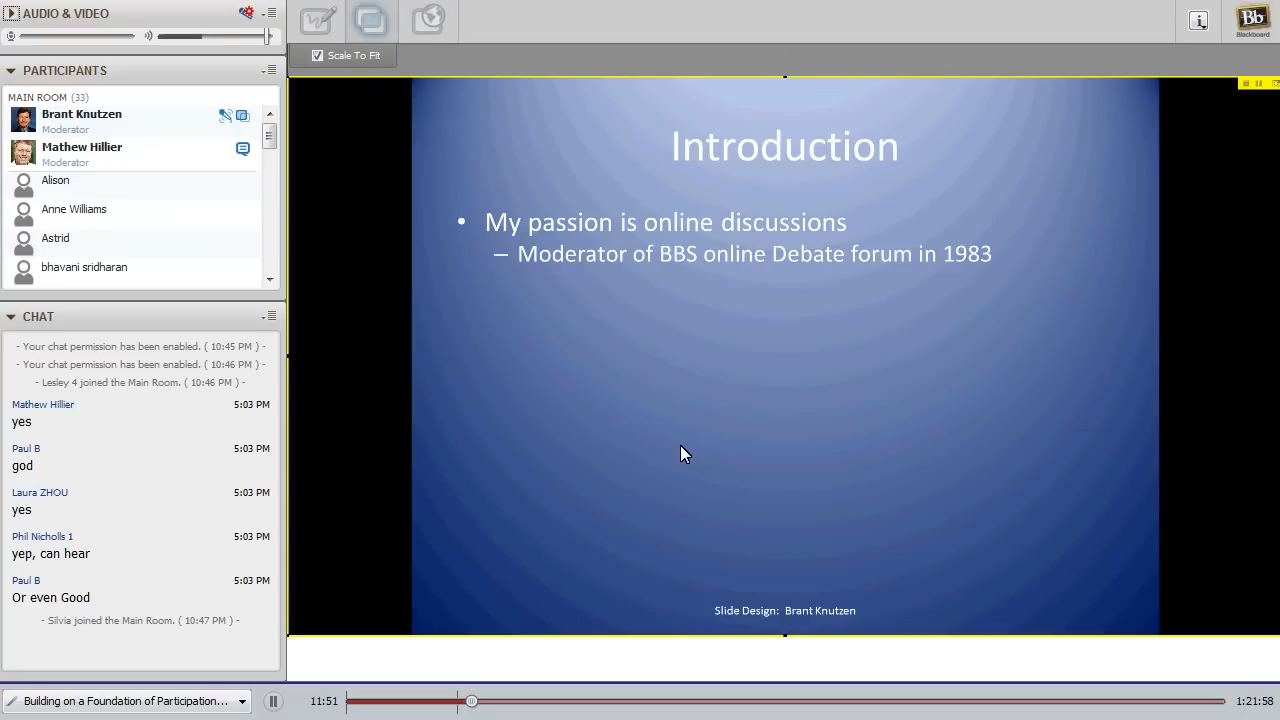 AUDIO & VIDEO
PARTICIPANTS
MAIN ROOM (33)
Brant Knutzen
Moderator
Mathew Hillier
Moderator
Alison
Anne Williams
Astrid
bhavani sridharan
CHAT
- Your chat permission has been enabled. ( 10:45 PM ) -
- Your chat permission has been enabled. ( 10:46 PM ) -
- Lesley 4 joined the Main Room. ( 10:46 PM ) -
Mathew Hillier 5:03 PM
yes
Paul B 5:03 PM
god
Laura ZHOU 5:03 PM
yes
Phil Nicholls 1 5:03 PM
yep, can hear
Paul B 5:03 PM
Or even Good
- Silvia joined the Main Room. ( 10:47 PM ) -
Scale To Fit
Bb
Blackboard
Introduction
• My passion is online discussions
– Moderator of BBS online Debate forum in 1983
Slide Design: Brant Knutzen
Building on a Foundation of Participation...
11:51
1:21:58